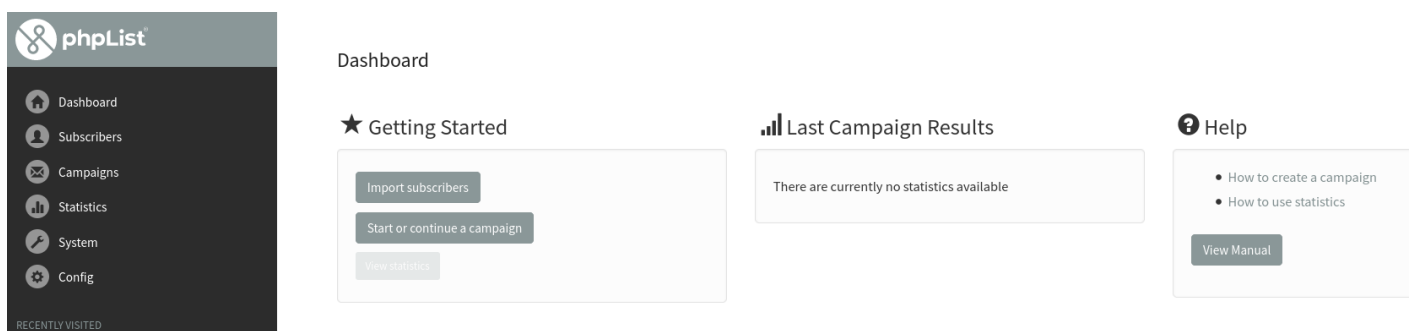 phpList
Dashboard
Subscribers
Campaigns
Statistics
System
Config
RECENTLY VISITED
Dashboard
Getting Started
Import subscribers
Start or continue a campaign
View statistics
Last Campaign Results
There are currently no statistics available
Help
How to create a campaign
How to use statistics
View Manual